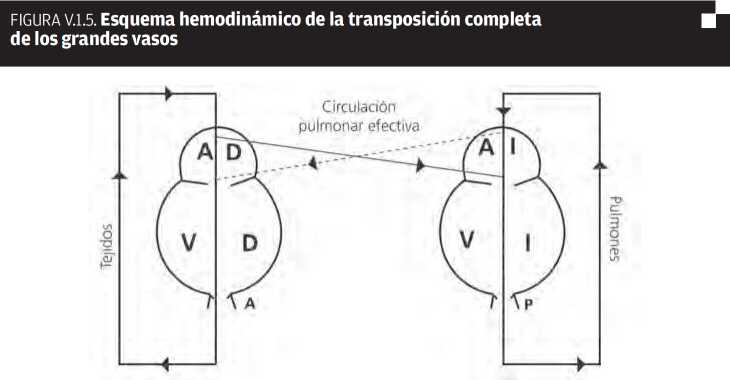 FIGURA V.1.5. Esquema hemodinámico de la transposición completa
de los grandes vasos
Circulación
pulmonar efectiva
A D
A I
Tejidos
V D
V I
Pulmones
A
P